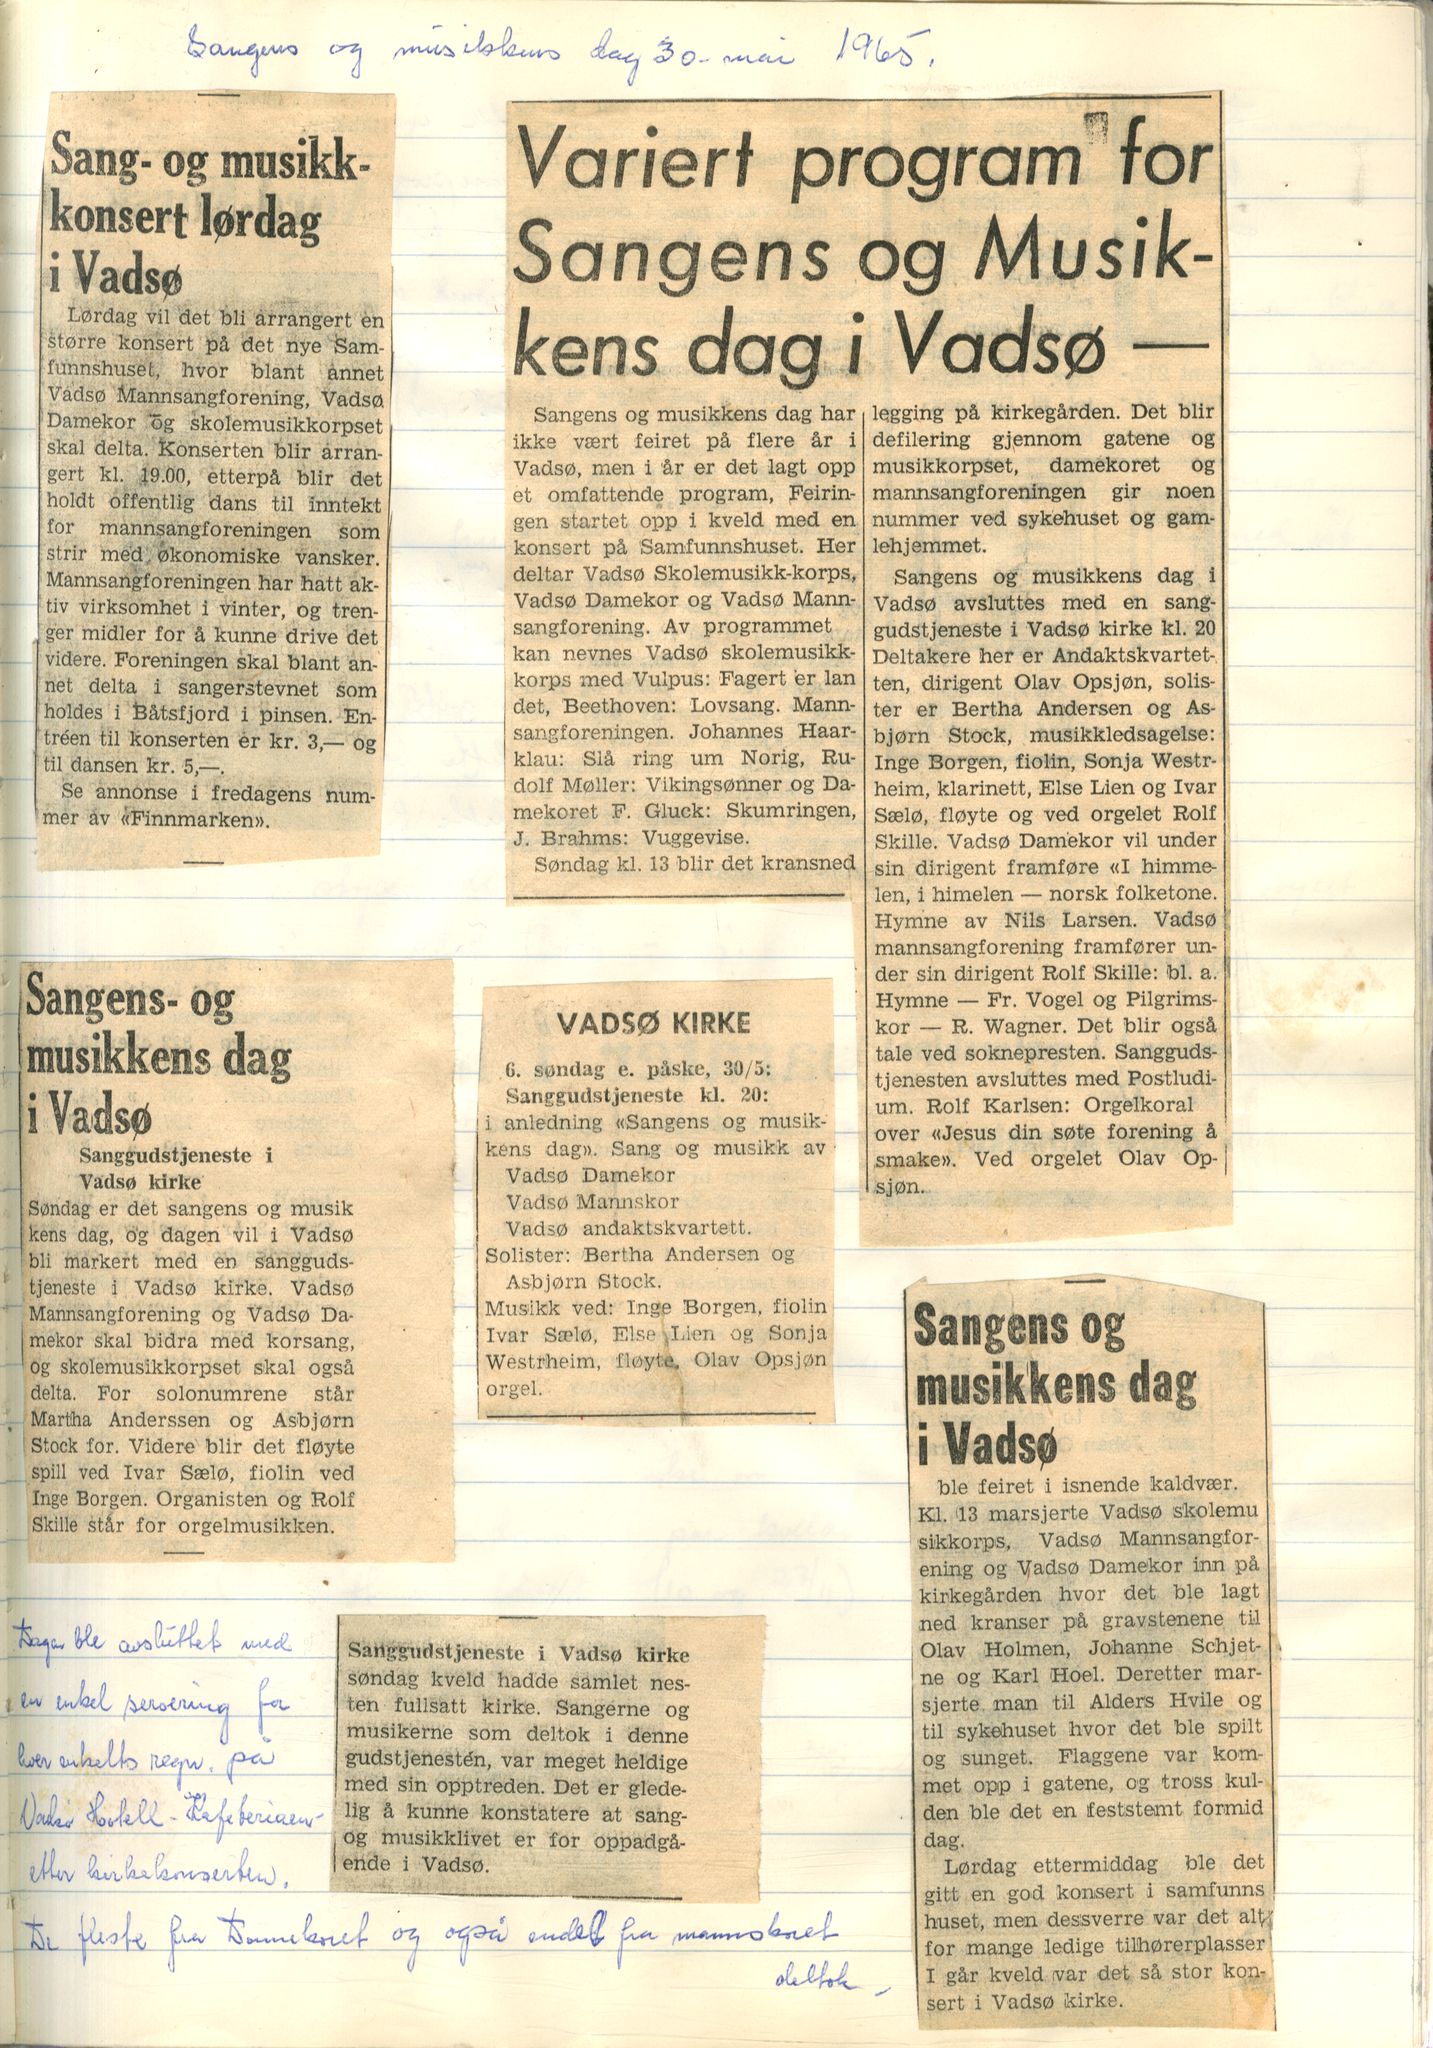 Sangens og musikkens dag 30. mai 1965.
Sang- og musikk-
konsert lørdag
i Vadsø
Lørdag vil det bli arrangert en
større konsert på det nye Sam-
funnshuset, hvor blant annet
Vadsø Mannsangforening, Vadsø
Damekor og skolemusikkorpset
skal delta. Konserten blir arran-
gert kl. 19.00, etterpå blir det
holdt offentlig dans til inntekt
for mannsangforeningen som
strir med økonomiske vansker.
Mannsangforeningen har hatt ak-
tiv virksomhet i vinter, og tren-
ger midler for å kunne drive det
videre. Foreningen skal blant an-
net delta i sangerstevnet som
holdes i Båtsfjord i pinsen. En-
tréen til konserten er kr. 3,— og
til dansen kr. 5,—.
Se annonse i fredagens num-
mer av «Finnmarken».
Variert program for
Sangens og Musik-
kens dag i Vadsø —
Sangens og musikkens dag har
ikke vært feiret på flere år i
Vadsø, men i år er det lagt opp
et omfattende program, Feirin-
gen startet opp i kveld med en
konsert på Samfunnshuset. Her
deltar Vadsø Skolemusikk-korps,
Vadsø Damekor og Vadsø Mann-
sangforening. Av programmet
kan nevnes Vadsø skolemusikk-
korps med Vulpus: Fagert er lan
det, Beethoven: Lovsang. Mann-
sangforeningen. Johannes Haar-
klau: Slå ring um Norig, Ru-
dolf Møller: Vikingsønner og Da-
mekoret F. Gluck: Skumringen,
J. Brahms: Vuggevise.
Søndag kl. 13 blir det kransned
legging på kirkegården. Det blir
defilering gjennom gatene og
musikkorpset, damekoret og
mannsangforeningen gir noen
nummer ved sykehuset og gam-
lehjemmet.
Sangens og musikkens dag i
Vadsø avsluttes med en sang-
gudstjeneste i Vadsø kirke kl. 20
Deltakere her er Andaktskvartet-
ten, dirigent Olav Opsjøn, solis-
ter er Bertha Andersen og As-
bjørn Stock, musikkledsagelse:
Inge Borgen, fiolin, Sonja Westr-
heim, klarinett, Else Lien og Ivar
Sælø, fløyte og ved orgelet Rolf
Skille. Vadsø Damekor vil under
sin dirigent framføre «I himme-
len, i himelen — norsk folketone.
Hymne av Nils Larsen. Vadsø
mannsangforening framfører un-
der sin dirigent Rolf Skille: bl. a.
Hymne — Fr. Vogel og Pilgrims-
kor — R. Wagner. Det blir også
tale ved soknepresten. Sangguds-
tjenesten avsluttes med Postludi-
um. Rolf Karlsen: Orgelkoral
over «Jesus din søte forening å
smake». Ved orgelet Olav Op-
sjøn.
Sangens- og
musikkens dag
i Vadsø
Sanggudstjeneste i
Vadsø kirke
Søndag er det sangens og musik
kens dag, og dagen vil i Vadsø
bli markert med en sangguds-
tjeneste i Vadsø kirke. Vadsø
Mannsangforening og Vadsø Da-
mekor skal bidra med korsang,
og skolemusikkorpset skal også
delta. For solonumrene står
Martha Anderssen og Asbjørn
Stock for. Videre blir det fløyte
spill ved Ivar Sælø, fiolin ved
Inge Borgen. Organisten og Rolf
Skille står for orgelmusikken.
VADSØ KIRKE
6. søndag e. påske, 30/5:
Sanggudstjeneste kl. 20:
i anledning «Sangens og musik-
kens dag». Sang og musikk av
Vadsø Damekor
Vadsø Mannskor
Vadsø andaktskvartett.
Solister: Bertha Andersen og
Asbjørn Stock.
Musikk ved: Inge Borgen, fiolin
Ivar Sælø, Else Lien og Sonja
Westrheim, fløyte, Olav Opsjøn
orgel.
Sangens og
musikkens dag
i Vadsø
ble feiret i isnende kaldvær.
Kl. 13 marsjerte Vadsø skolemu
sikkorps, Vadsø Mannsangfor-
ening og Vadsø Damekor inn på
kirkegården hvor det ble lagt
ned kranser på gravstenene til
Olav Holmen, Johanne Schjet-
ne og Karl Hoel. Deretter mar-
sjerte man til Alders Hvile og
til sykehuset hvor det ble spilt
og sunget. Flaggene var kom-
met opp i gatene, og tross kul-
den ble det en feststemt formid
dag.
Lørdag ettermiddag ble det
gitt en god konsert i samfunns
huset, men dessverre var det alt
for mange ledige tilhørerplasser
I går kveld var det så stor kon-
sert i Vadsø kirke.
Dagen ble avsluttet med
en enkel servering for
hver enkelts regn. på
Vadsø Hotell - Kafeteriaen -
etter kirkekonserten.
Sanggudstjeneste i Vadsø kirke
søndag kveld hadde samlet nes-
ten fullsatt kirke. Sangerne og
musikerne som deltok i denne
gudstjenesten, var meget heldige
med sin opptreden. Det er glede-
lig å kunne konstatere at sang-
og musikklivet er for oppadgå-
ende i Vadsø.
De fleste fra Damekoret og også endel fra mannskoret
deltok -